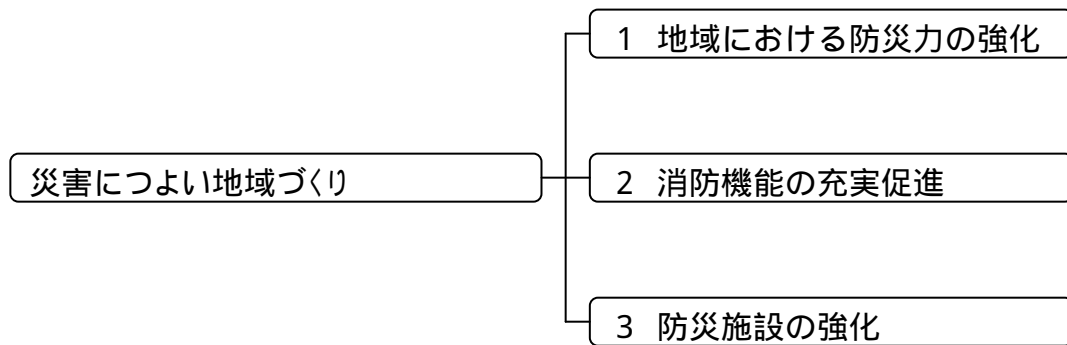 1 地域における防災力の強化
災害につよい地域づくり
2 消防機能の充実促進
3 防災施設の強化